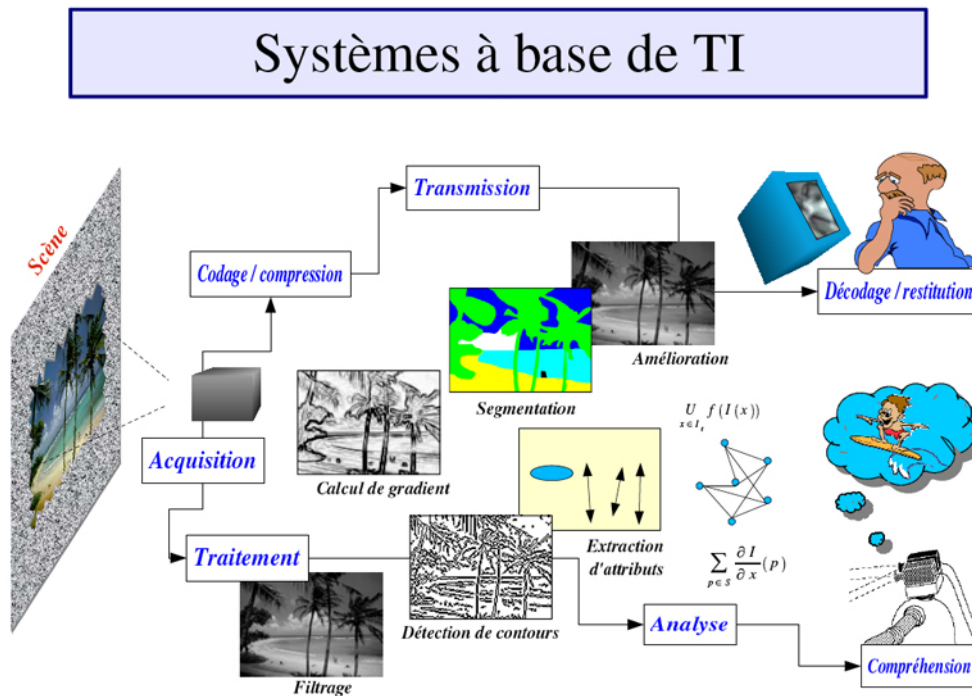 Systèmes à base de TI
Scène
Transmission
Codage / compression
Décodage / restitution
Amélioration
Segmentation
Acquisition
Calcul de gradient
U f(I(x))
x∈I_t
Traitement
Extraction
d'attributs
∑ ∂I/∂x (p)
p∈S
Détection de contours
Analyse
Filtrage
Compréhension